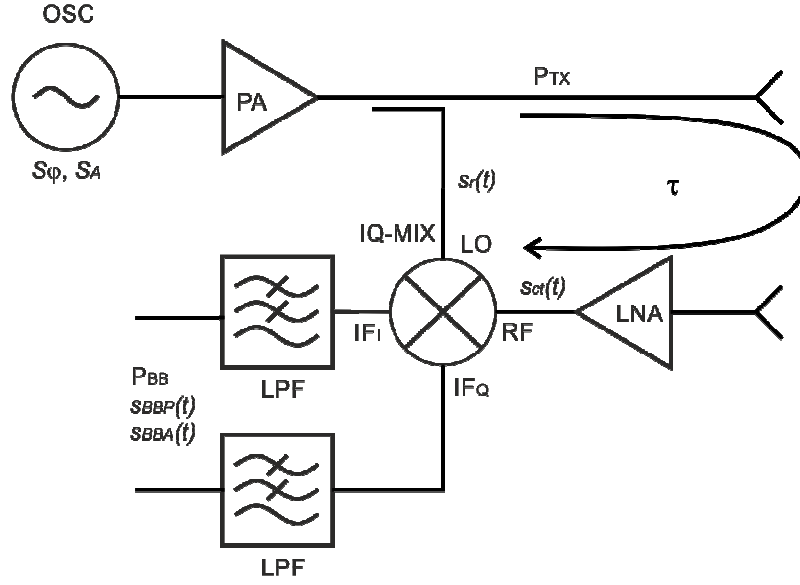 OSC
PA
PTX
Sφ, SA
sr(t)
τ
IQ-MIX
LO
sct(t)
LNA
IFI
RF
LPF
IFQ
PBB
sBBP(t)
sBBA(t)
LPF